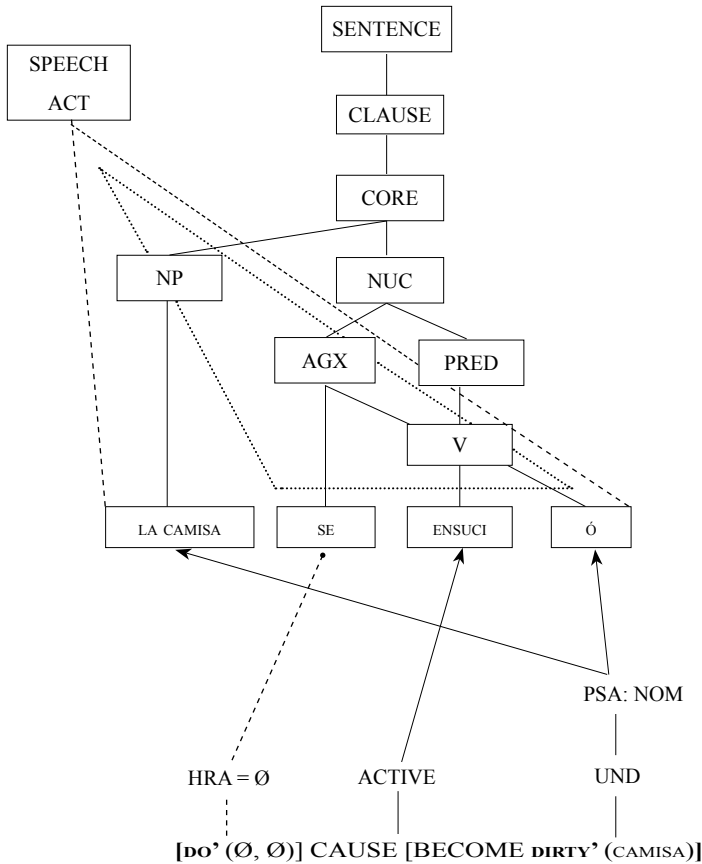 SENTENCE
SPEECH
ACT
CLAUSE
CORE
NP
NUC
AGX
PRED
V
LA CAMISA
SE
ENSUCI
Ó
PSA: NOM
HRA = Ø
ACTIVE
UND
[DO’ (Ø, Ø)] CAUSE [BECOME DIRTY’ (CAMISA)]